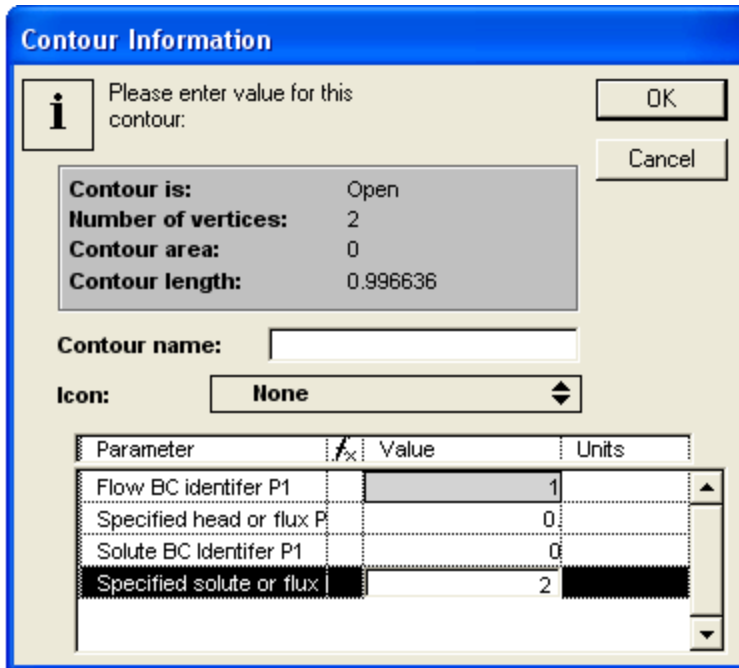 Contour Information
i Please enter value for this
contour:
OK
Cancel
Contour is: Open
Number of vertices: 2
Contour area: 0
Contour length: 0.996636
Contour name:
Icon: None
Parameter fx Value Units
Flow BC identifer P1 1
Specified head or flux P 0.
Solute BC Identifer P1 0
Specified solute or flux 2